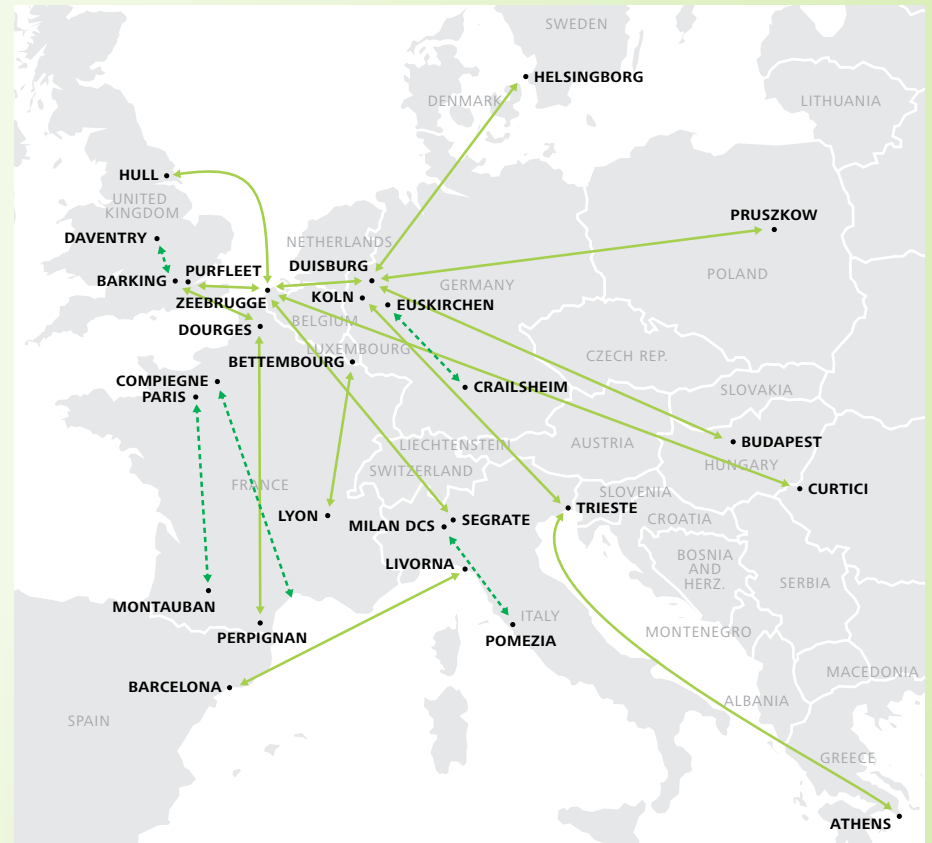 SWEDEN
HELSINGBORG
DENMARK
LITHUANIA
HULL
UNITED
KINGDOM
PRUSZKOW
DAVENTRY
NETHERLANDS
PURFLEET
DUISBURG
BARKING
POLAND
GERMANY
ZEEBRUGGE
KOLN
EUSKIRCHEN
BELGIUM
DOURGES
LUXEMBOURG
BETTEMBOURG
CZECH REP.
COMPIEGNE
PARIS
CRAILSHEIM
SLOVAKIA
LIECHTENSTEIN
AUSTRIA
BUDAPEST
SWITZERLAND
HUNGARY
FRANCE
CURTICI
SLOVENIA
LYON
TRIESTE
MILAN DCS
SEGRATE
CROATIA
LIVORNA
BOSNIA
AND
HERZ.
SERBIA
MONTAUBAN
ITALY
PERPIGNAN
POMEZIA
MONTENEGRO
MACEDONIA
BARCELONA
ALBANIA
SPAIN
GREECE
ATHENS